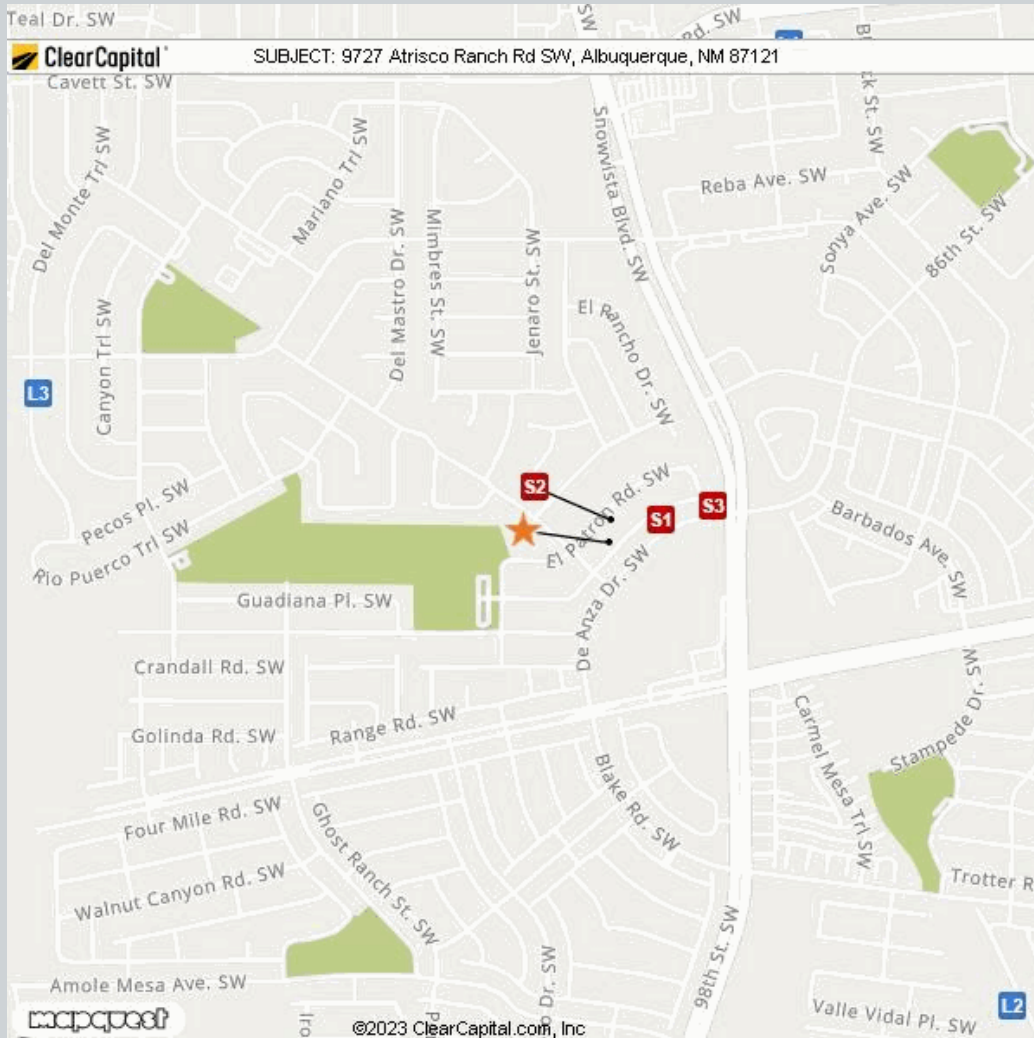 Teal Dr. SW
SW
Rd. SW
ClearCapital
SUBJECT: 9727 Atrisco Ranch Rd SW, Albuquerque, NM 87121
Cavett St. SW
Snowvista Blvd. SW
ck St. SW
Reba Ave. SW
Sonya Ave. SW
86th St. SW
Del Monte Trl SW
Mariano Trl SW
Del Mastro Dr. SW
Mimbres St. SW
Jenaro St. SW
El Rancho Dr. SW
Canyon Trl SW
L3
Pecos Pl. SW
Rio Puerco Trl SW
S2
S1
S3
El Patron Rd. SW
Barbados Ave. SW
De Anza Dr. SW
Guadiana Pl. SW
Crandall Rd. SW
Golinda Rd. SW
Range Rd. SW
Four Mile Rd. SW
Blake Rd. SW
Carmel Mesa Trl SW
Stampede Dr. SW
Ghost Ranch St. SW
Walnut Canyon Rd. SW
Trotter R
98th St. SW
Amole Mesa Ave. SW
o Dr. SW
Valle Vidal Pl. SW
L2
Iro
mapquest
©2023 ClearCapital.com, Inc